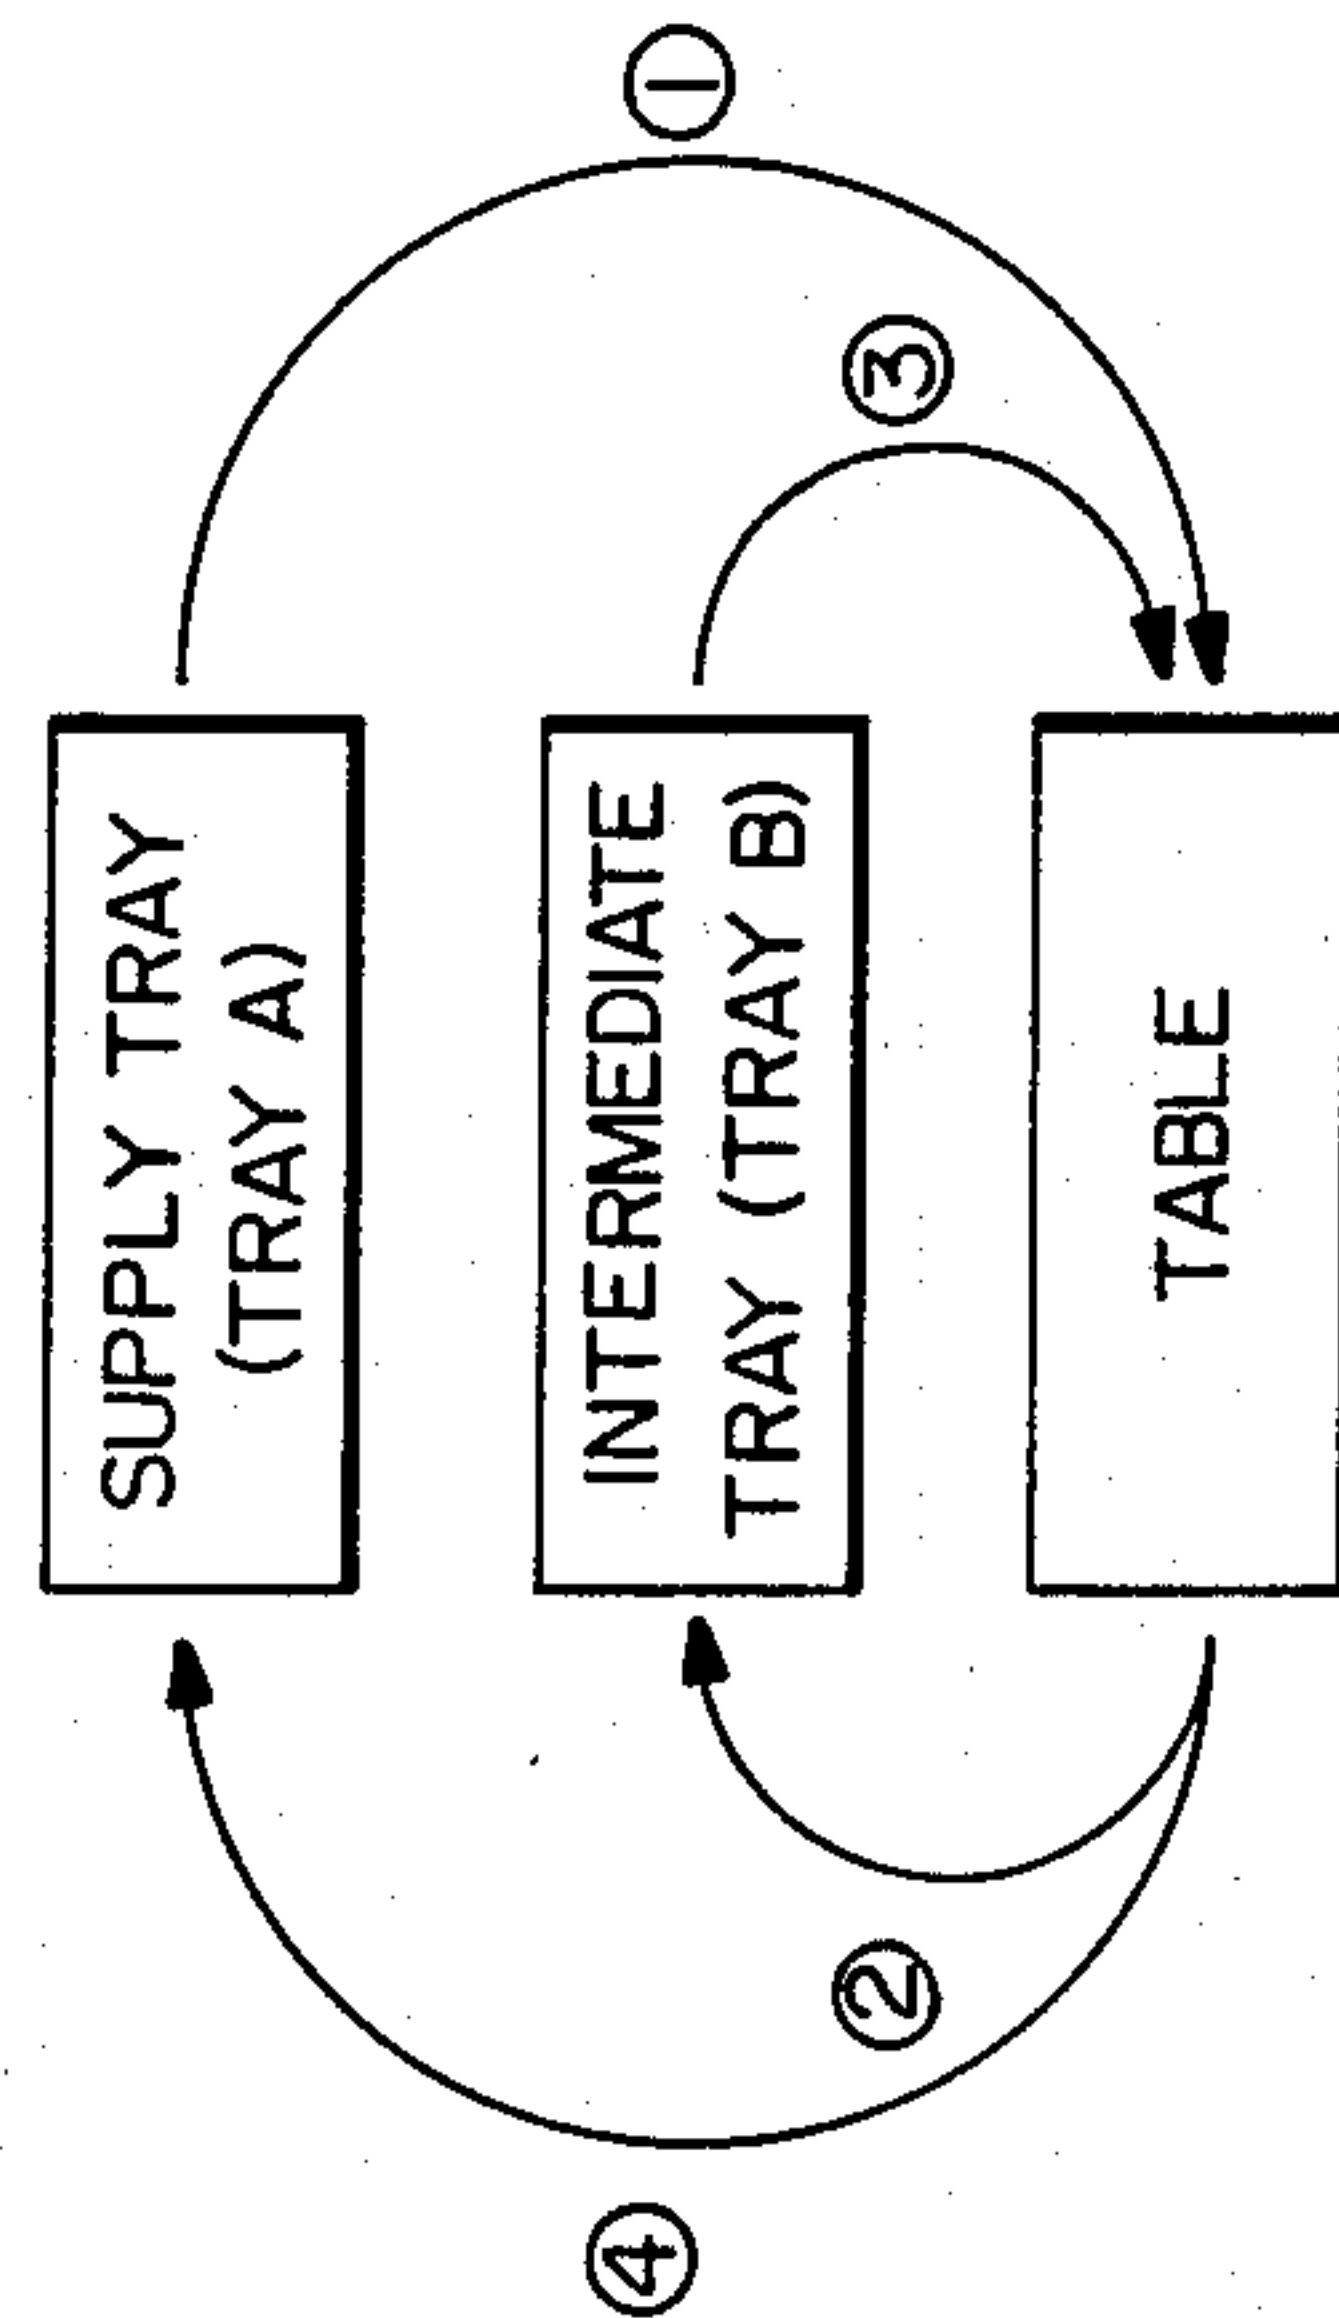 SUPPLY TRAY
(TRAY A)
INTERMEDIATE
TRAY (TRAY B)
TABLE
1
3
2
4